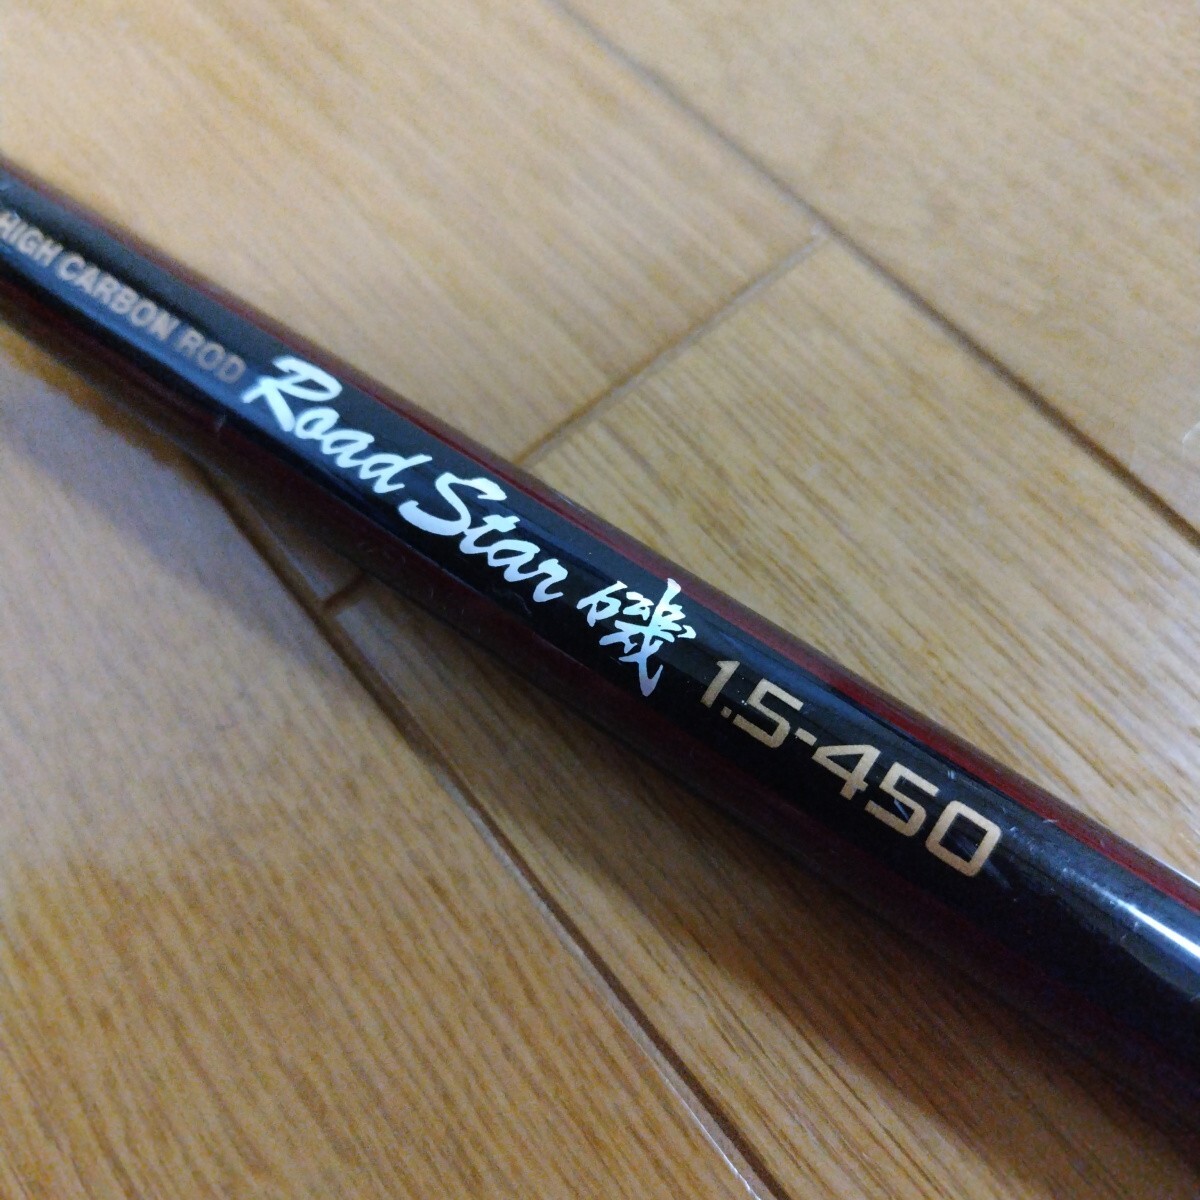 HIGH CARBON ROD Road Star 磯 1.5-450